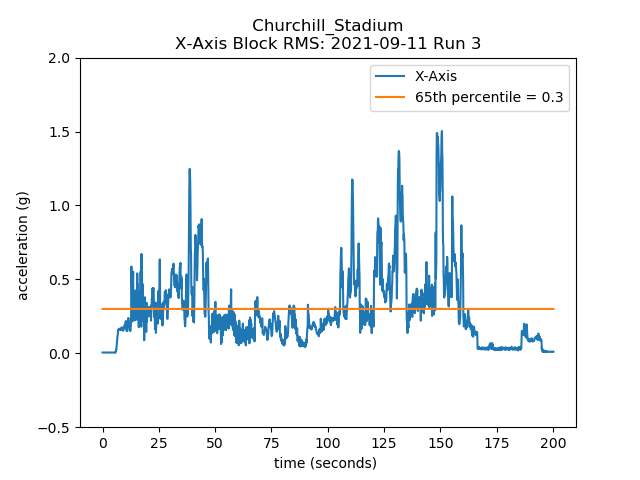 Churchill_Stadium
X-Axis Block RMS: 2021-09-11 Run 3
X-Axis
65th percentile = 0.3
2.0
1.5
1.0
0.5
0.0
−0.5
acceleration (g)
0 25 50 75 100 125 150 175 200
time (seconds)